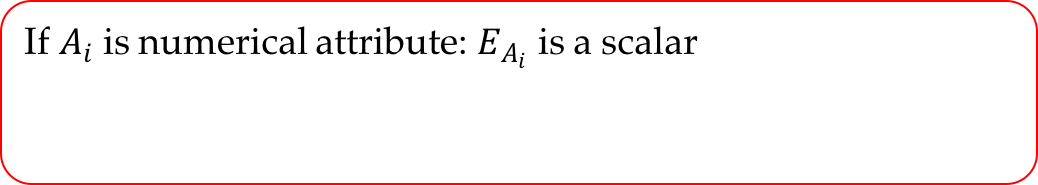 If $A_i$ is numerical attribute: $E_{A_i}$ is a scalar